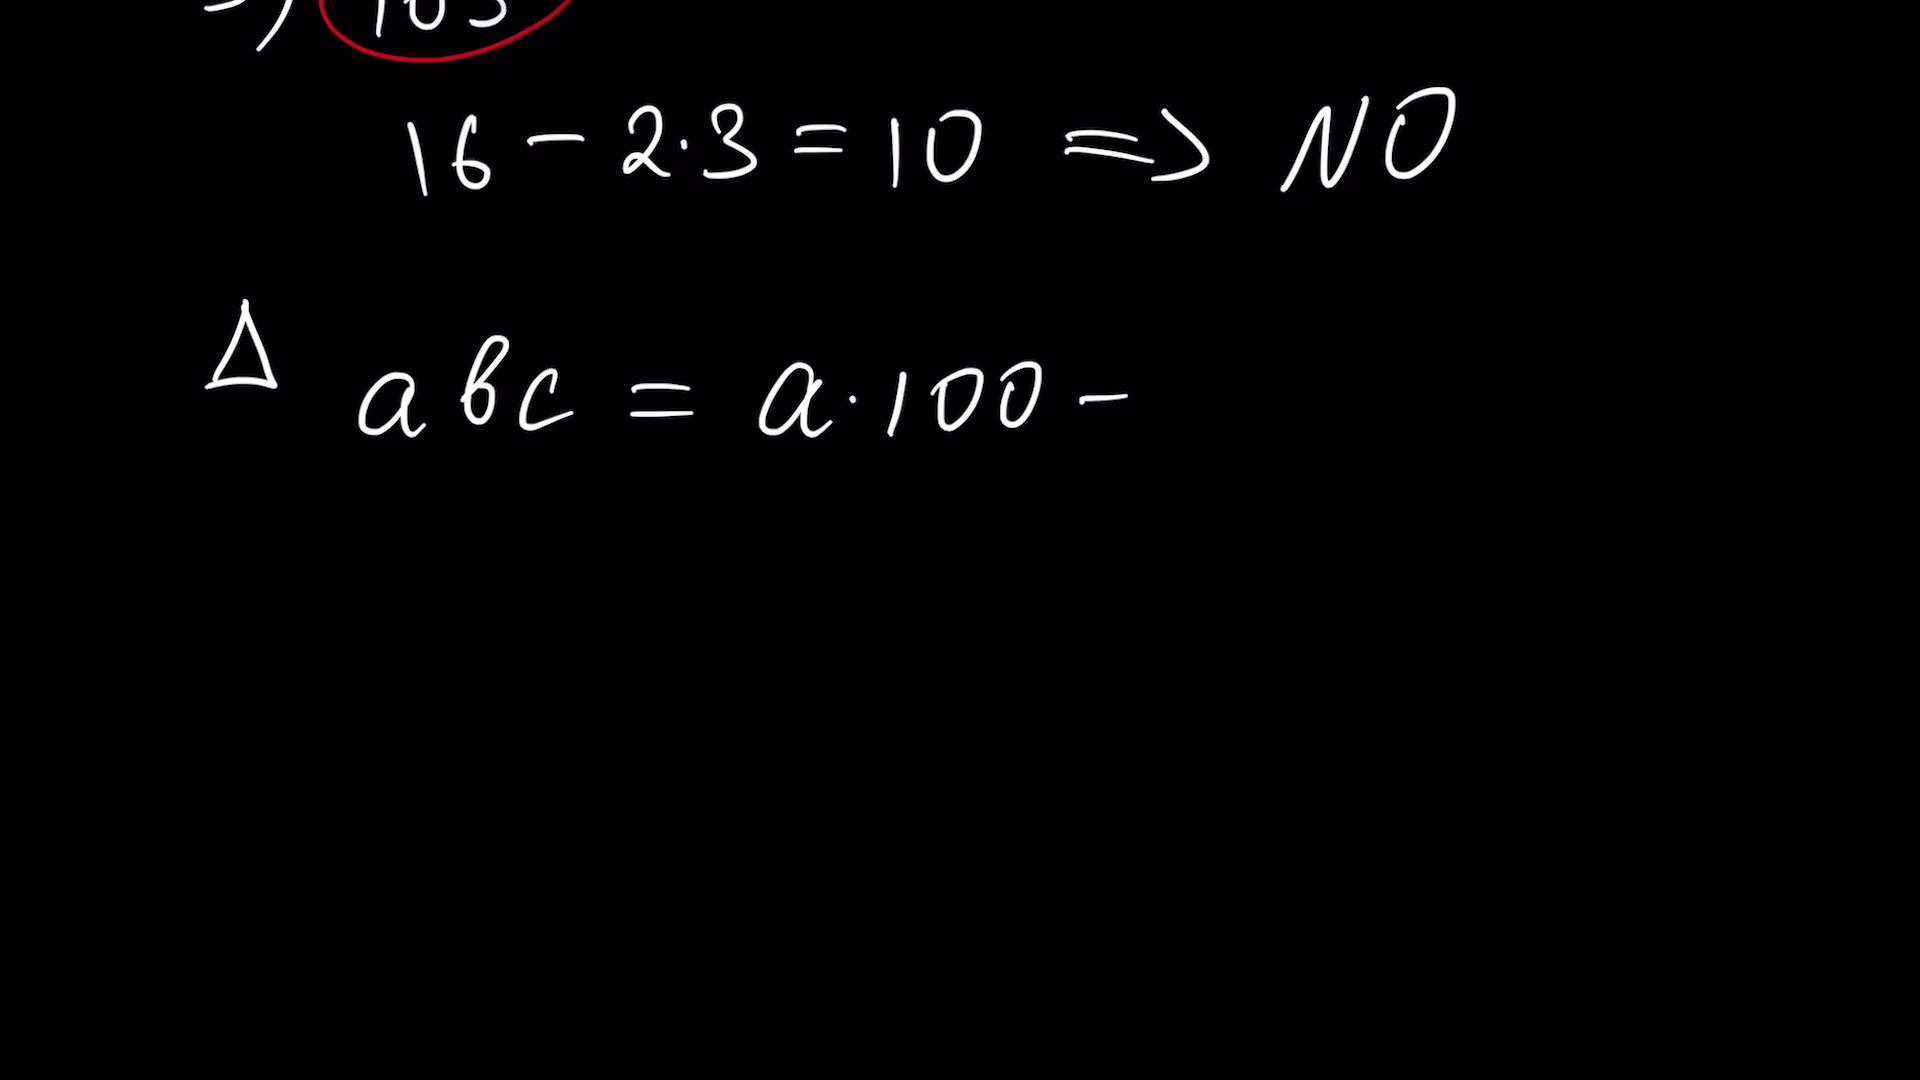 16 - 2·3 = 10 => NO
Δ abc = a·100 -